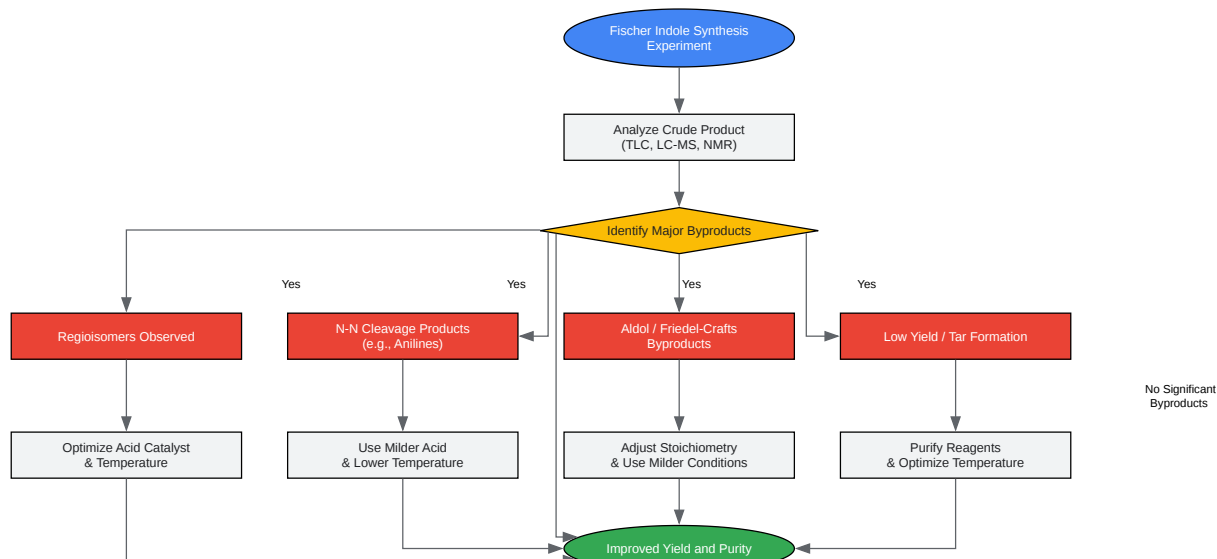 Fischer Indole Synthesis
Experiment
Analyze Crude Product
(TLC, LC-MS, NMR)
Identify Major Byproducts
Yes
Yes
Yes
Yes
Regioisomers Observed
N-N Cleavage Products
(e.g., Anilines)
Aldol / Friedel-Crafts
Byproducts
Low Yield / Tar Formation
No Significant
Byproducts
Optimize Acid Catalyst
& Temperature
Use Milder Acid
& Lower Temperature
Adjust Stoichiometry
& Use Milder Conditions
Purify Reagents
& Optimize Temperature
Improved Yield and Purity